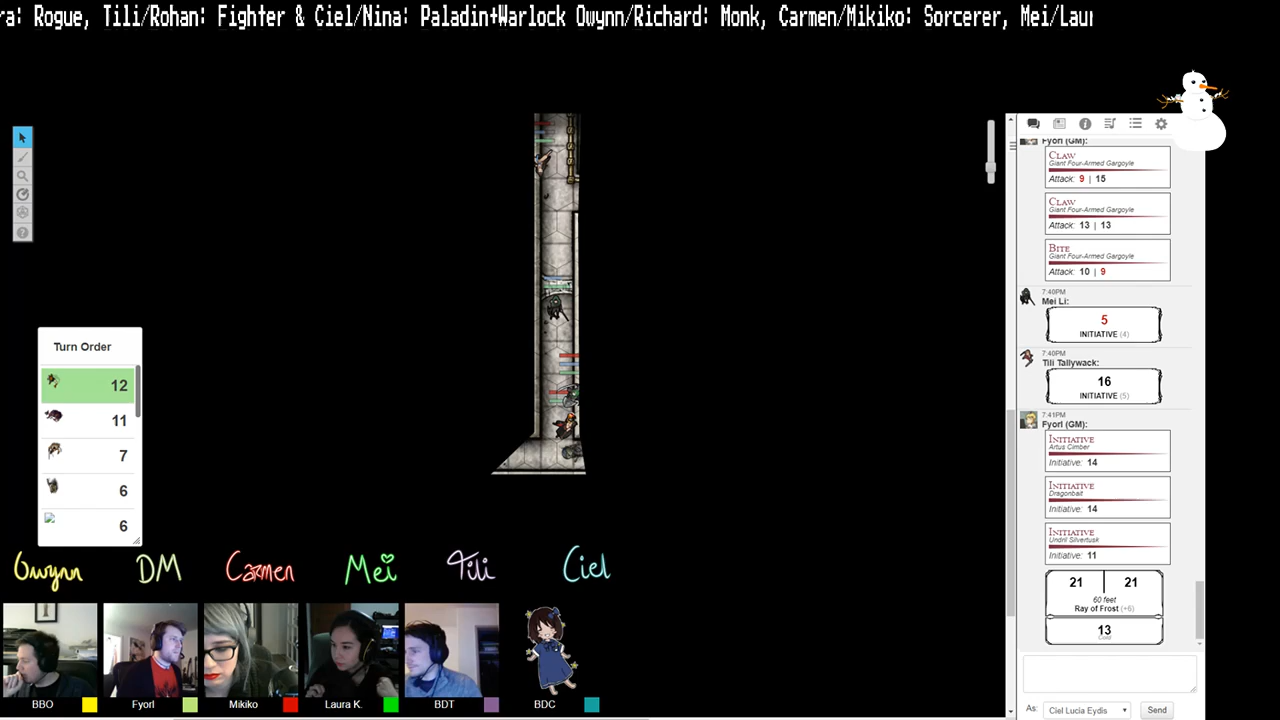 ra: Rogue, Tili/Rohan: Fighter & Ciel/Nina: Paladin+Warlock Owynn/Richard: Monk, Carmen/Mikiko: Sorcerer, Mei/Laur
Fyorl (GM):
CLAW
Giant Four-Armed Gargoyle
Attack: 9 | 15
CLAW
Giant Four-Armed Gargoyle
Attack: 13 | 13
BITE
Giant Four-Armed Gargoyle
Attack: 10 | 9
7:40PM
Mei Li:
5
INITIATIVE (4)
7:40PM
Tili Tallywack:
16
INITIATIVE (5)
7:41PM
Fyorl (GM):
INITIATIVE
Artus Cimber
Initiative: 14
INITIATIVE
Dragonbait
Initiative: 14
INITIATIVE
Undril Silvertusk
Initiative: 11
21 21
60 feet
Ray of Frost (+6)
13
Cold
As: Ciel Lucia Eydis Send
Turn Order
12
11
7
6
6
Owynn DM Carmen Mei Tili Ciel
BBO Fyorl Mikiko Laura K. BDT BDC